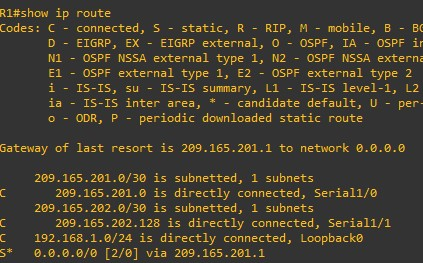 R1#show ip route
Codes: C - connected, S - static, R - RIP, M - mobile, B -
D - EIGRP, EX - EIGRP external, O - OSPF, IA - OSPF
N1 - OSPF NSSA external type 1, N2 - OSPF NSSA
E1 - OSPF external type 1, E2 - OSPF external type 2
i - IS-IS, su - IS-IS summary, L1 - IS-IS level-1, L2
ia - IS-IS inter area, * - candidate default, U - per-
o - ODR, P - periodic downloaded static route
Gateway of last resort is 209.165.201.1 to network 0.0.0.0
209.165.201.0/30 is subnetted, 1 subnets
C 209.165.201.0 is directly connected, Serial1/0
209.165.202.0/30 is subnetted, 1 subnets
C 209.165.202.128 is directly connected, Serial1/1
C 192.168.1.0/24 is directly connected, Loopback0
S* 0.0.0.0/0 [2/0] via 209.165.201.1